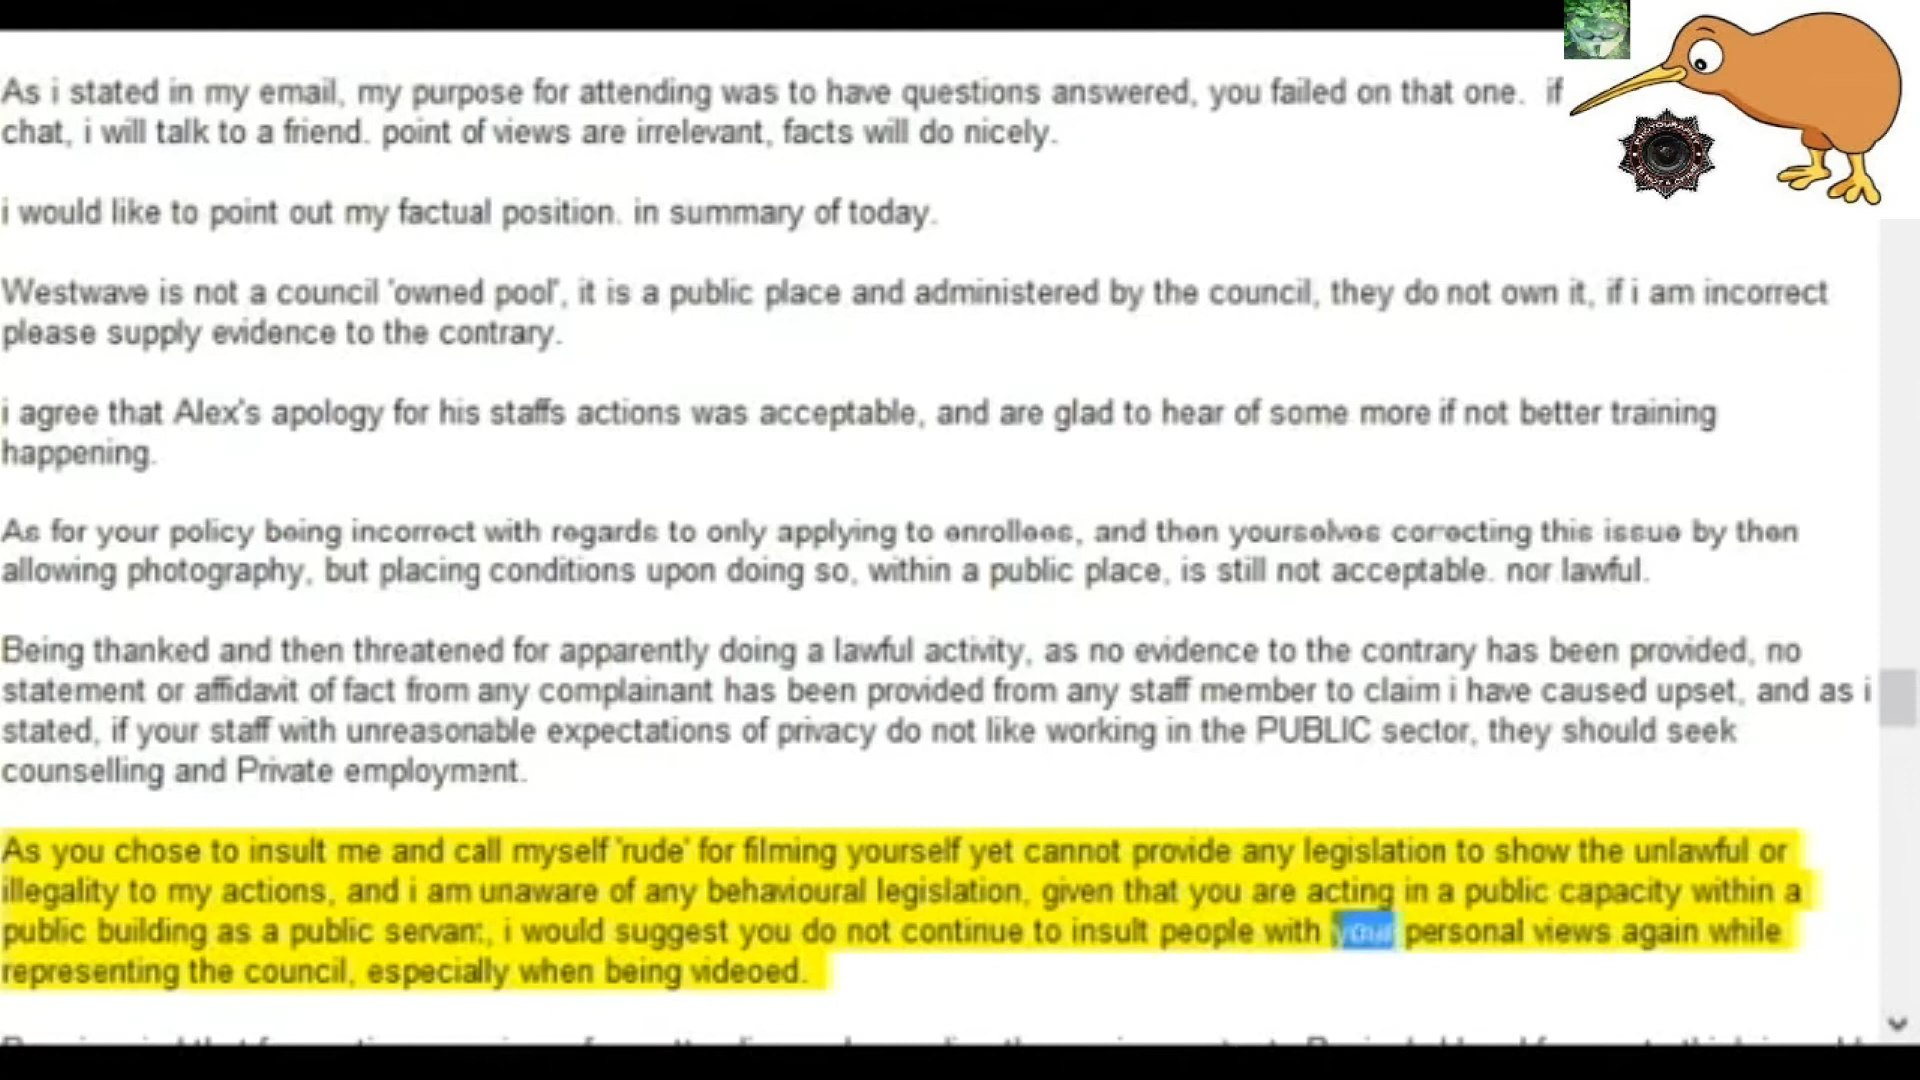 As i stated in my email, my purpose for attending was to have questions answered, you failed on that one. if
chat, i will talk to a friend. point of views are irrelevant, facts will do nicely.
i would like to point out my factual position. in summary of today.
Westwave is not a council 'owned pool', it is a public place and administered by the council, they do not own it, if i am incorrect
please supply evidence to the contrary.
i agree that Alex's apology for his staffs actions was acceptable, and are glad to hear of some more if not better training
happening.
As for your policy being incorrect with regards to only applying to enrollees, and then yourselves correcting this issue by then
allowing photography, but placing conditions upon doing so, within a public place, is still not acceptable. nor lawful.
Being thanked and then threatened for apparently doing a lawful activity, as no evidence to the contrary has been provided, no
statement or affidavit of fact from any complainant has been provided from any staff member to claim i have caused upset, and as i
stated, if your staff with unreasonable expectations of privacy do not like working in the PUBLIC sector, they should seek
counselling and Private employment.
As you chose to insult me and call myself 'rude' for filming yourself yet cannot provide any legislation to show the unlawful or
illegality to my actions, and i am unaware of any behavioural legislation, given that you are acting in a public capacity within a
public building as a public servant, i would suggest you do not continue to insult people with your personal views again while
representing the council, especially when being videoed.